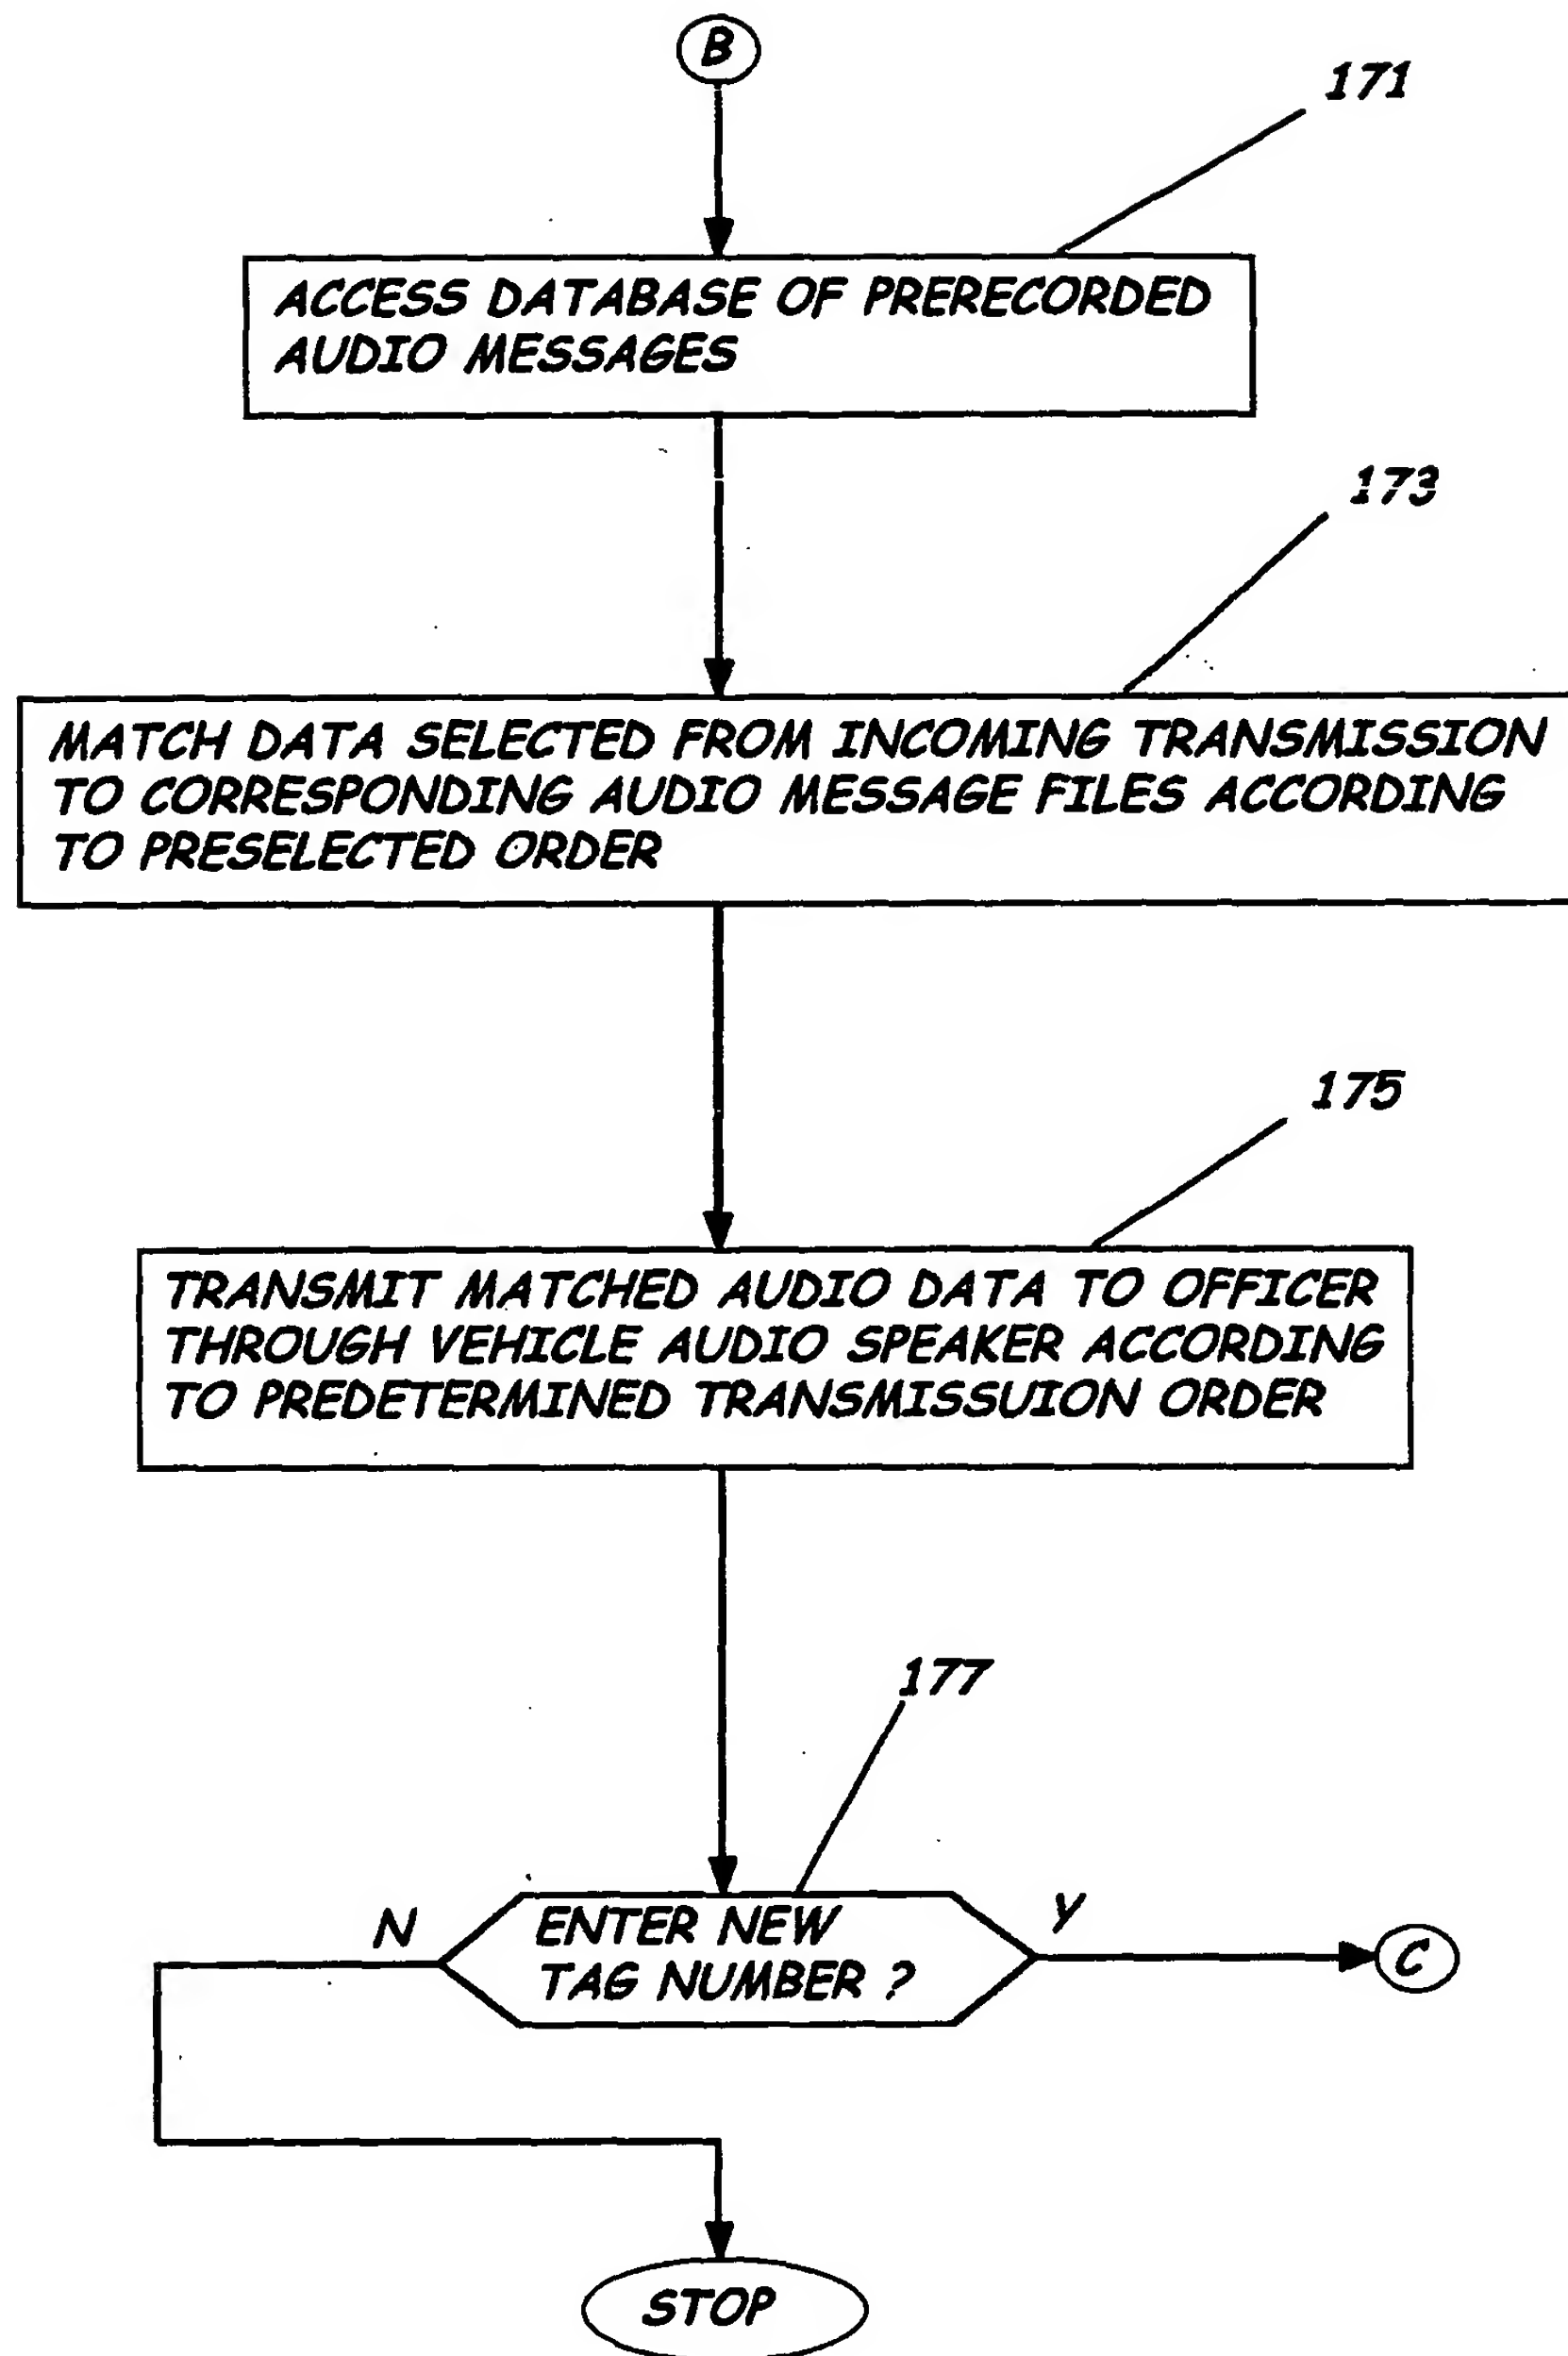 B
171
ACCESS DATABASE OF PRERECORDED
AUDIO MESSAGES
173
MATCH DATA SELECTED FROM INCOMING TRANSMISSION
TO CORRESPONDING AUDIO MESSAGE FILES ACCORDING
TO PRESELECTED ORDER
175
TRANSMIT MATCHED AUDIO DATA TO OFFICER
THROUGH VEHICLE AUDIO SPEAKER ACCORDING
TO PREDETERMINED TRANSMISSUION ORDER
177
N
ENTER NEW
TAG NUMBER ?
Y
C
STOP